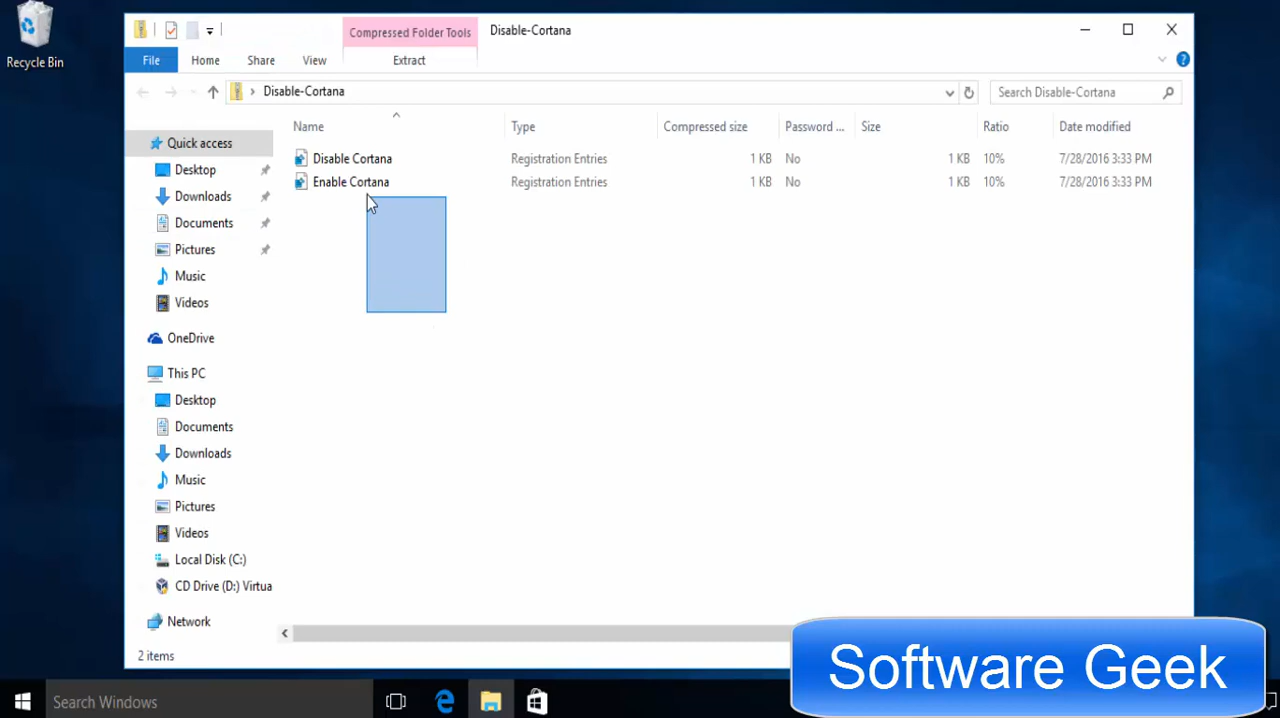 Recycle Bin
Compressed Folder Tools
Disable-Cortana
File
Home
Share
View
Extract
Disable-Cortana
Search Disable-Cortana
Name
Type
Compressed size
Password ...
Size
Ratio
Date modified
Disable Cortana
Registration Entries
1 KB
No
1 KB
10%
7/28/2016 3:33 PM
Enable Cortana
Registration Entries
1 KB
No
1 KB
10%
7/28/2016 3:33 PM
Quick access
Desktop
Downloads
Documents
Pictures
Music
Videos
OneDrive
This PC
Desktop
Documents
Downloads
Music
Pictures
Videos
Local Disk (C:)
CD Drive (D:) Virtua
Network
2 items
Software Geek
Search Windows